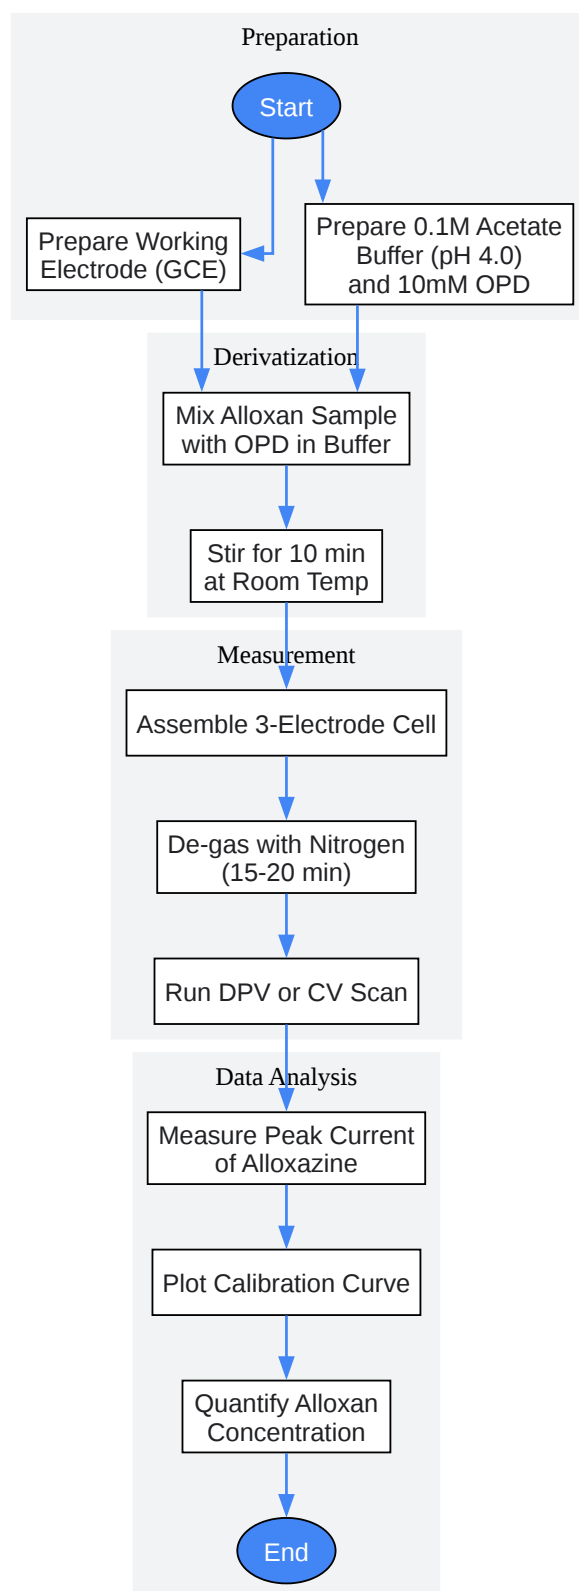 Preparation
Start
Prepare Working
Electrode (GCE)
Prepare 0.1M Acetate
Buffer (pH 4.0)
and 10mM OPD
Derivatization
Mix Alloxan Sample
with OPD in Buffer
Stir for 10 min
at Room Temp
Measurement
Assemble 3-Electrode Cell
De-gas with Nitrogen
(15-20 min)
Run DPV or CV Scan
Data Analysis
Measure Peak Current
of Alloxazine
Plot Calibration Curve
Quantify Alloxan
Concentration
End